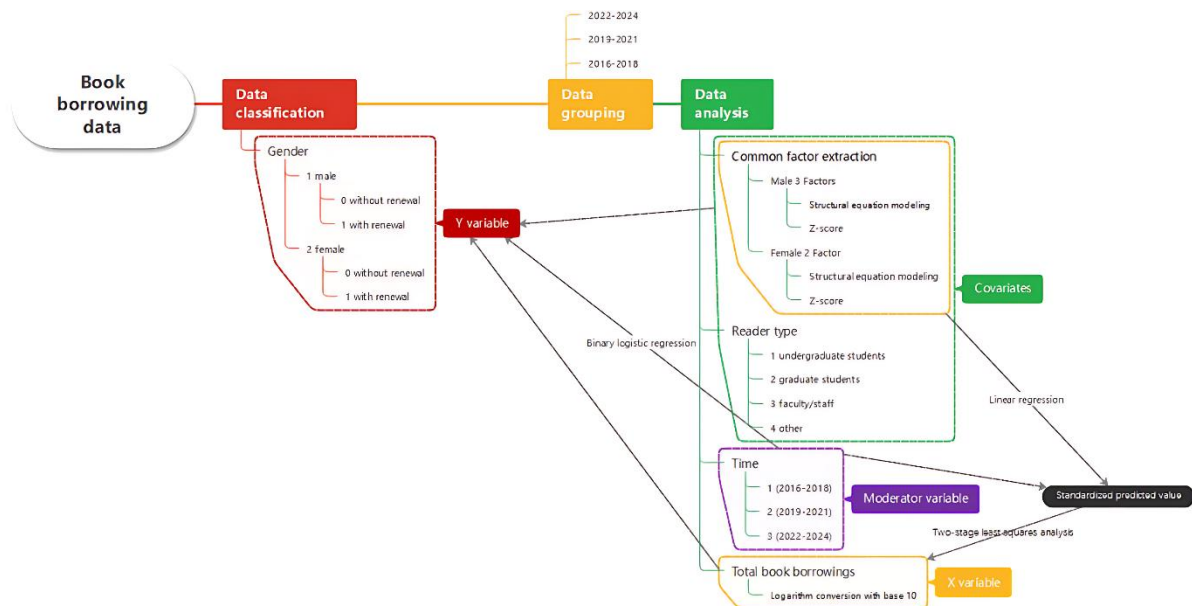 2022-2024
2019-2021
2016-2018
Book
borrowing
data
Data
classification
Data
grouping
Data
analysis
Gender
1 male
0 without renewal
1 with renewal
2 female
0 without renewal
1 with renewal
Y variable
Common factor extraction
Male 3 Factors
Structural equation modeling
Z-score
Female 2 Factor
Structural equation modeling
Z-score
Covariates
Reader type
1 undergraduate students
2 graduate students
3 faculty/staff
4 other
Binary logistic regression
Linear regression
Time
1 (2016-2018)
2 (2019-2021)
3 (2022-2024)
Moderator variable
Standardized predicted value
Two-stage least squares analysis
Total book borrowings
Logarithm conversion with base 10
X variable